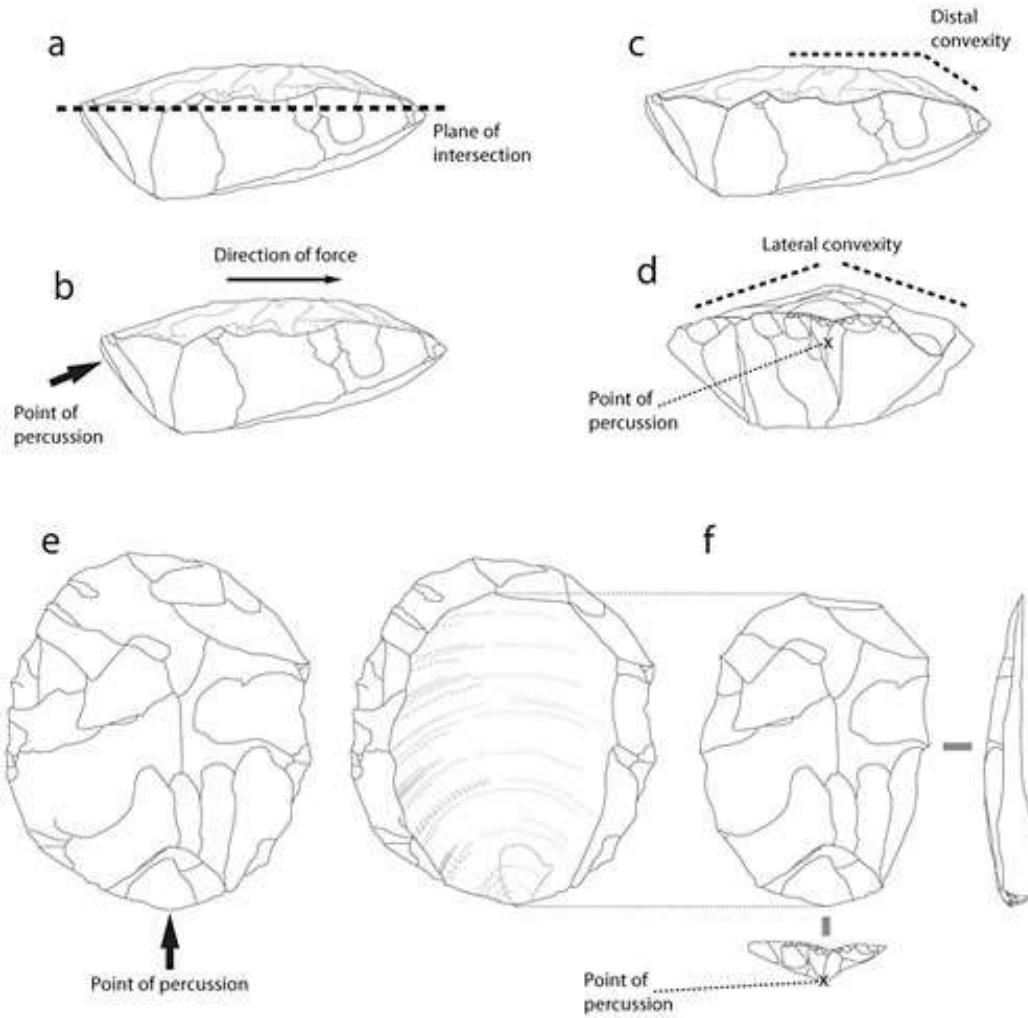 a
Plane of
intersection
b
Direction of force
Point of
percussion
c
Distal
convexity
d
Lateral convexity
x
Point of
percussion
e
Point of percussion
f
Point of
percussion
x